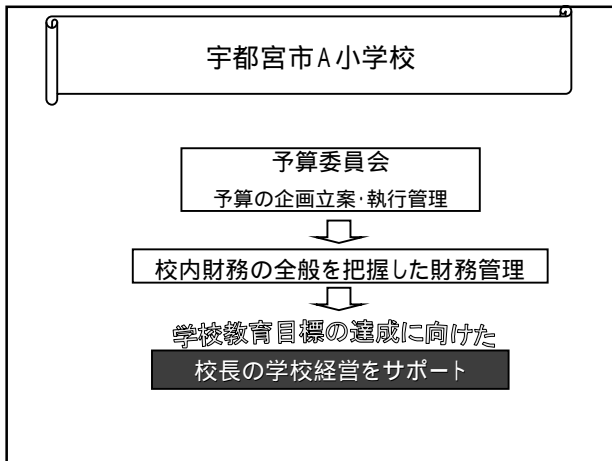 宇都宮市A小学校
予算委員会
予算の企画立案・執行管理
校内財務の全般を把握した財務管理
学校教育目標の達成に向けた
校長の学校経営をサポート